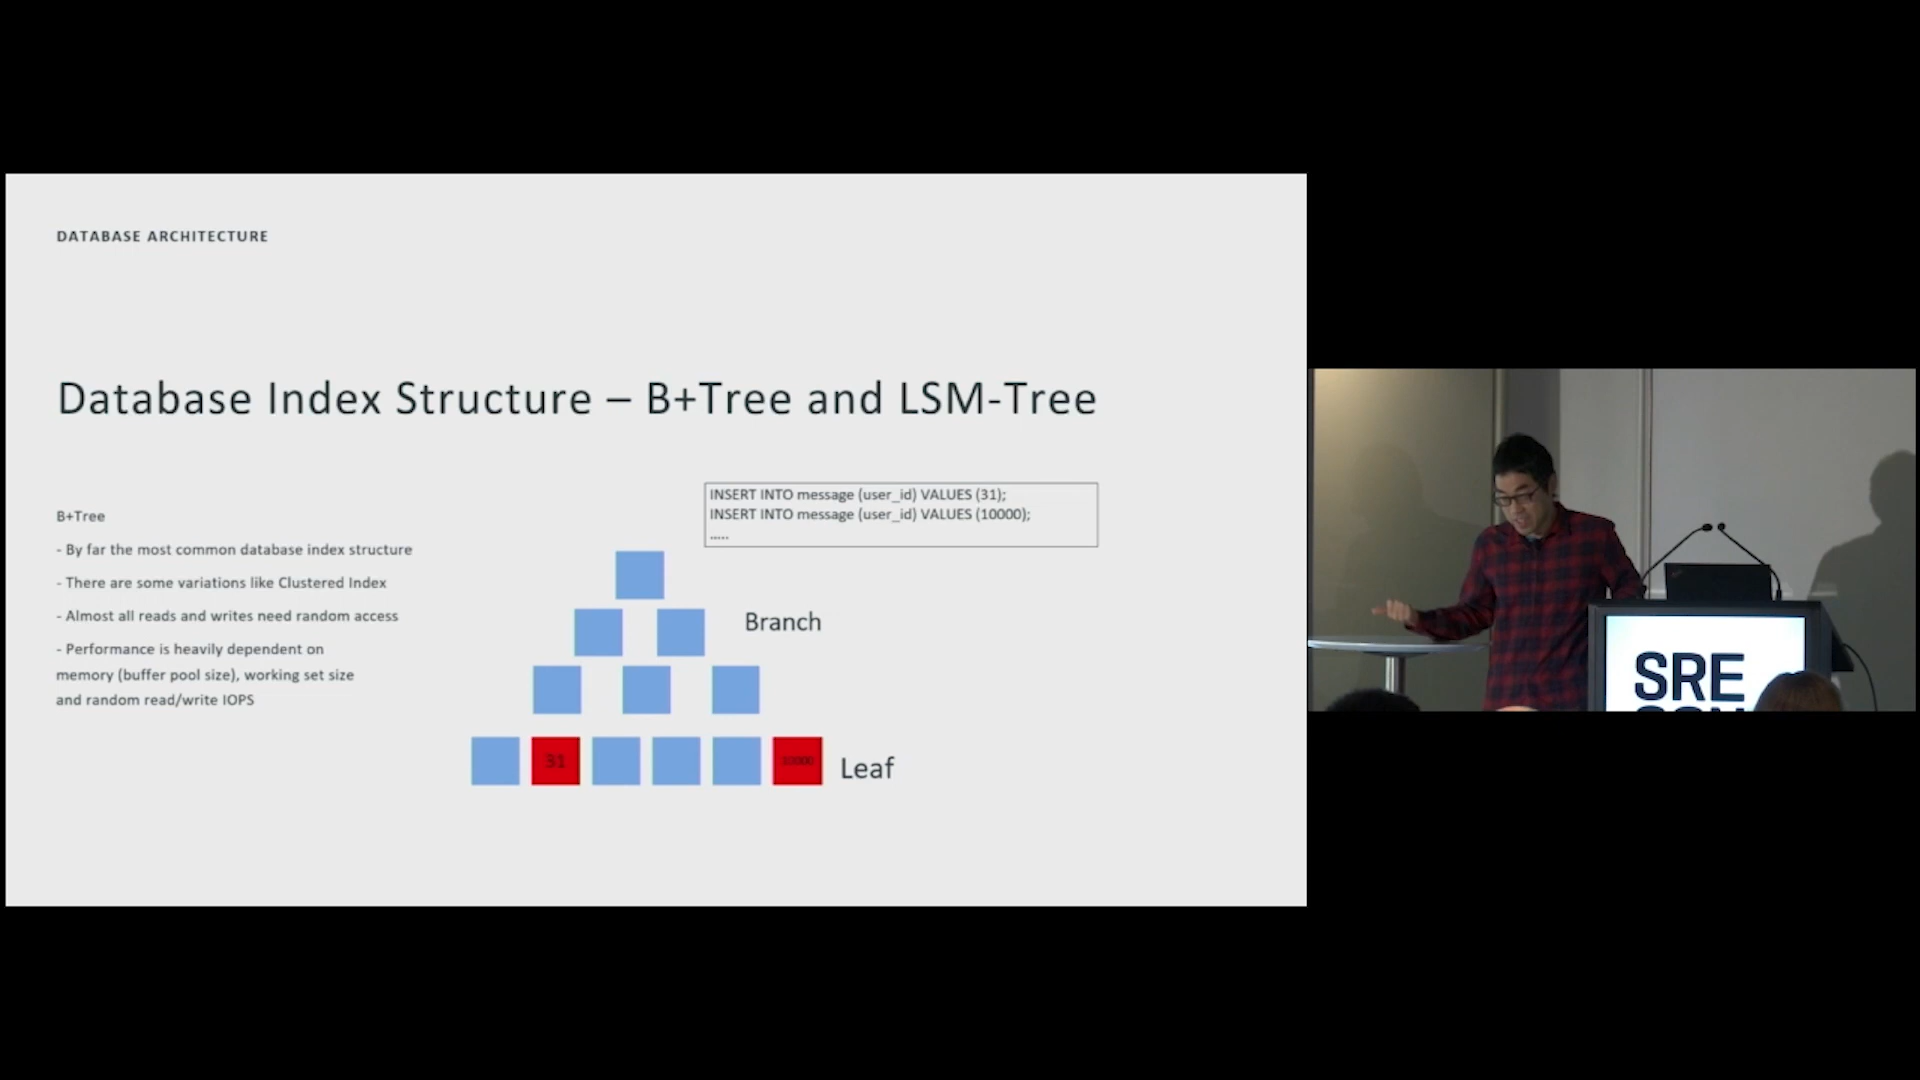 DATABASE ARCHITECTURE
Database Index Structure – B+Tree and LSM-Tree
B+Tree
- By far the most common database index structure
- There are some variations like Clustered Index
- Almost all reads and writes need random access
- Performance is heavily dependent on
memory (buffer pool size), working set size
and random read/write IOPS
INSERT INTO message (user_id) VALUES (31);
INSERT INTO message (user_id) VALUES (10000);
.....
Branch
31
10000
Leaf
SRE